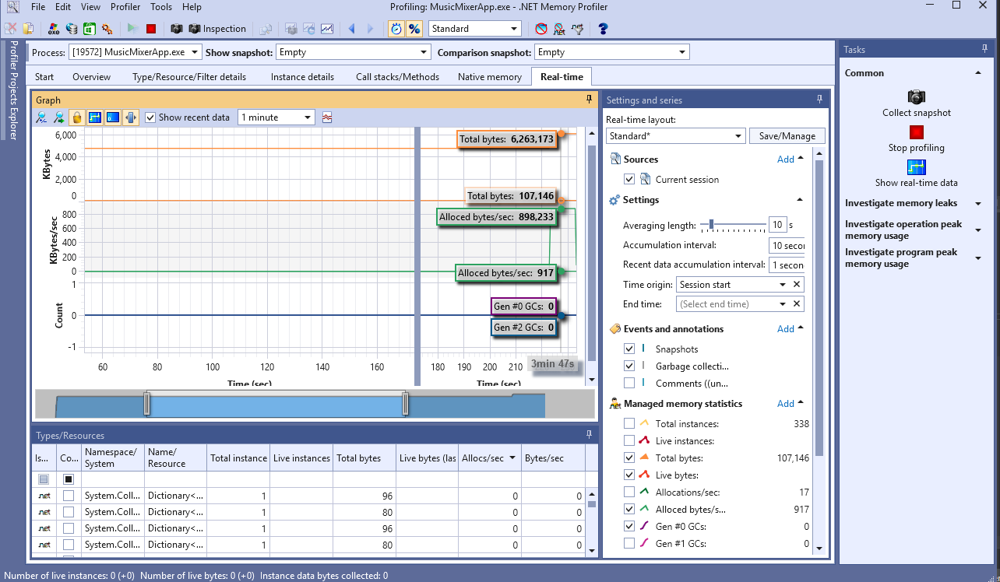 File Edit View Profiler Tools Help
Profiling: MusicMixerApp.exe - .NET Memory Profiler
Inspection
Standard
Profiler Projects Explorer
Process: [19572] MusicMixerApp.exe Show snapshot: Empty Comparison snapshot: Empty
Start Overview Type/Resource/Filter details Instance details Call stacks/Methods Native memory Real-time
Graph
Show recent data 1 minute
KBytes
6,000
4,000
2,000
0
Total bytes: 6,263,173
Total bytes: 107,146
KBytes/sec
800
600
400
200
0
Alloced bytes/sec: 898,233
Alloced bytes/sec: 917
Count
1
0
-1
Gen #0 GCs: 0
Gen #2 GCs: 0
60 80 100 120 140 160
180 190 200 210
3min 47s
Time (sec)
Time (sec)
Types/Resources
Is... Co... Namespace/ System Name/ Resource Total instance Live instances Total bytes Live bytes (las Allocs/sec Bytes/sec
.net System.Coll... Dictionary<... 1 96 0 0
.net System.Coll... Dictionary<... 1 80 0 0
.net System.Coll... Dictionary<... 1 96 0 0
.net System.Coll... Dictionary<... 1 80 0 0
Settings and series
Real-time layout:
Standard* Save/Manage
Sources Add
Current session
Settings
Averaging length: 10 s
Accumulation interval: 10 secon
Recent data accumulation interval: 1 secon
Time origin: Session start
End time: (Select end time)
Events and annotations Add
Snapshots
Garbage collecti...
Comments ((un...
Managed memory statistics Add
Total instances: 338
Live instances:
Total bytes: 107,146
Live bytes:
Allocations/sec: 17
Alloced bytes/s... 917
Gen #0 GCs: 0
Gen #1 GCs: 0
Tasks
Common
Collect snapshot
Stop profiling
Show real-time data
Investigate memory leaks
Investigate operation peak
memory usage
Investigate program peak
memory usage
Number of live instances: 0 (+0) Number of live bytes: 0 (+0) Instance data bytes collected: 0